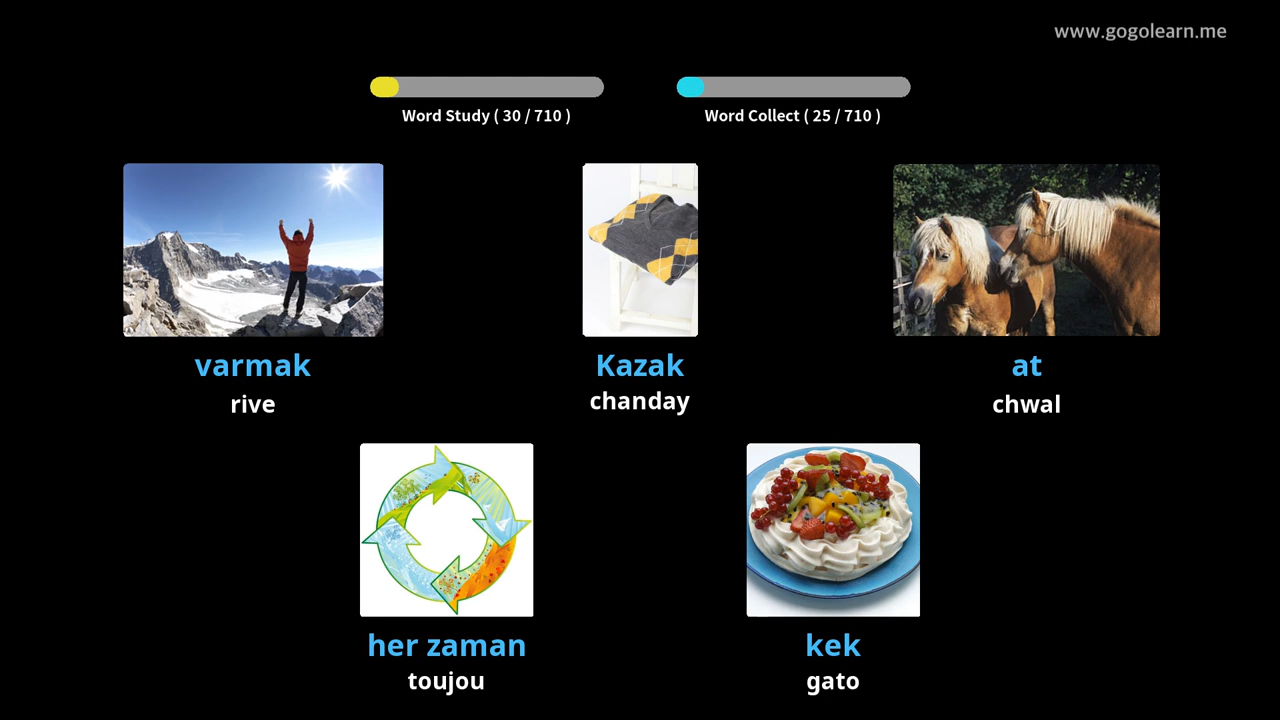 www.gogolearn.me
Word Study ( 30 / 710 )
Word Collect ( 25 / 710 )
varmak
rive
Kazak
chanday
at
chwal
her zaman
toujou
kek
gato